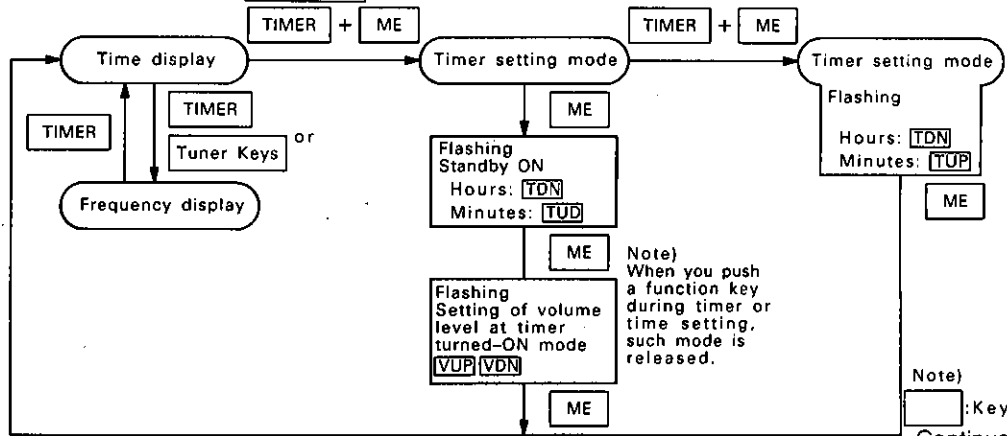 TIMER + ME
TIMER + ME
Time display
Timer setting mode
Timer setting mode
TIMER
TIMER
or
Tuner Keys
Frequency display
ME
Flashing
Standby ON
Hours: TDN
Minutes: TUD
ME
Flashing
Setting of volume
level at timer
turned-ON mode
VUP VDN
ME
Note)
When you push
a function key
during timer or
time setting,
such mode is
released.
Flashing
Hours: TDN
Minutes: TUP
ME
Note)
:Key